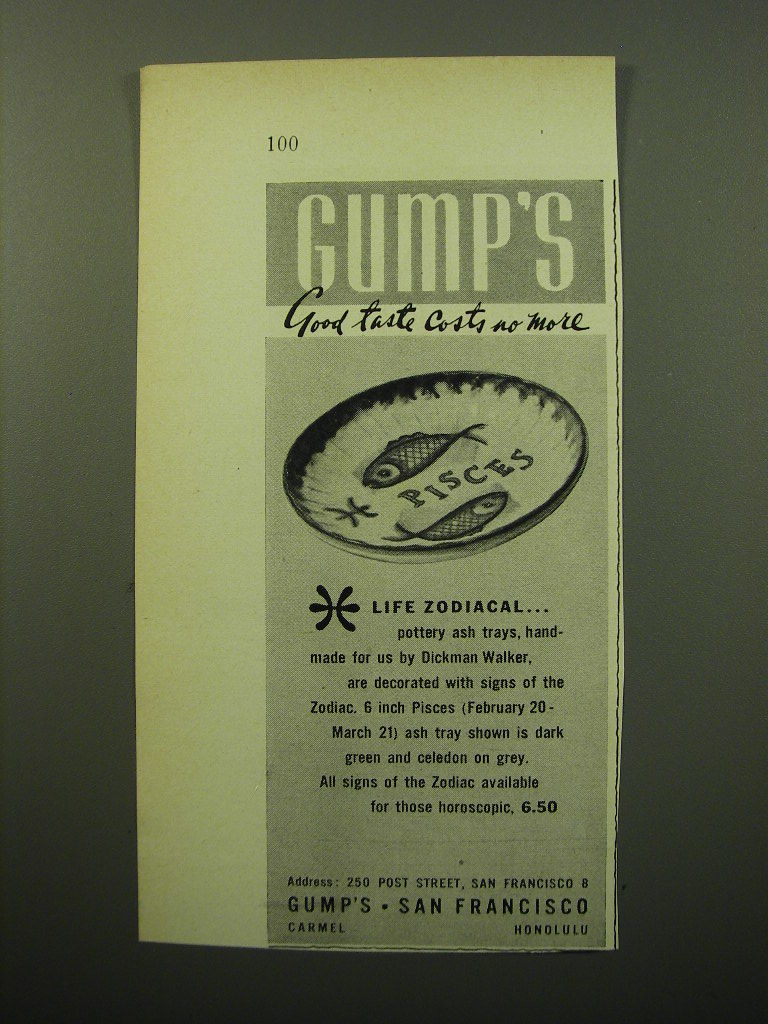 100
GUMP'S
Good taste costs no more
PISCES
LIFE ZODIACAL...
pottery ash trays, hand-
made for us by Dickman Walker,
are decorated with signs of the
Zodiac. 6 inch Pisces (February 20-
March 21) ash tray shown is dark
green and celedon on grey.
All signs of the Zodiac available
for those horoscopic, 6.50
Address: 250 POST STREET, SAN FRANCISCO 8
GUMP'S • SAN FRANCISCO
CARMEL HONOLULU